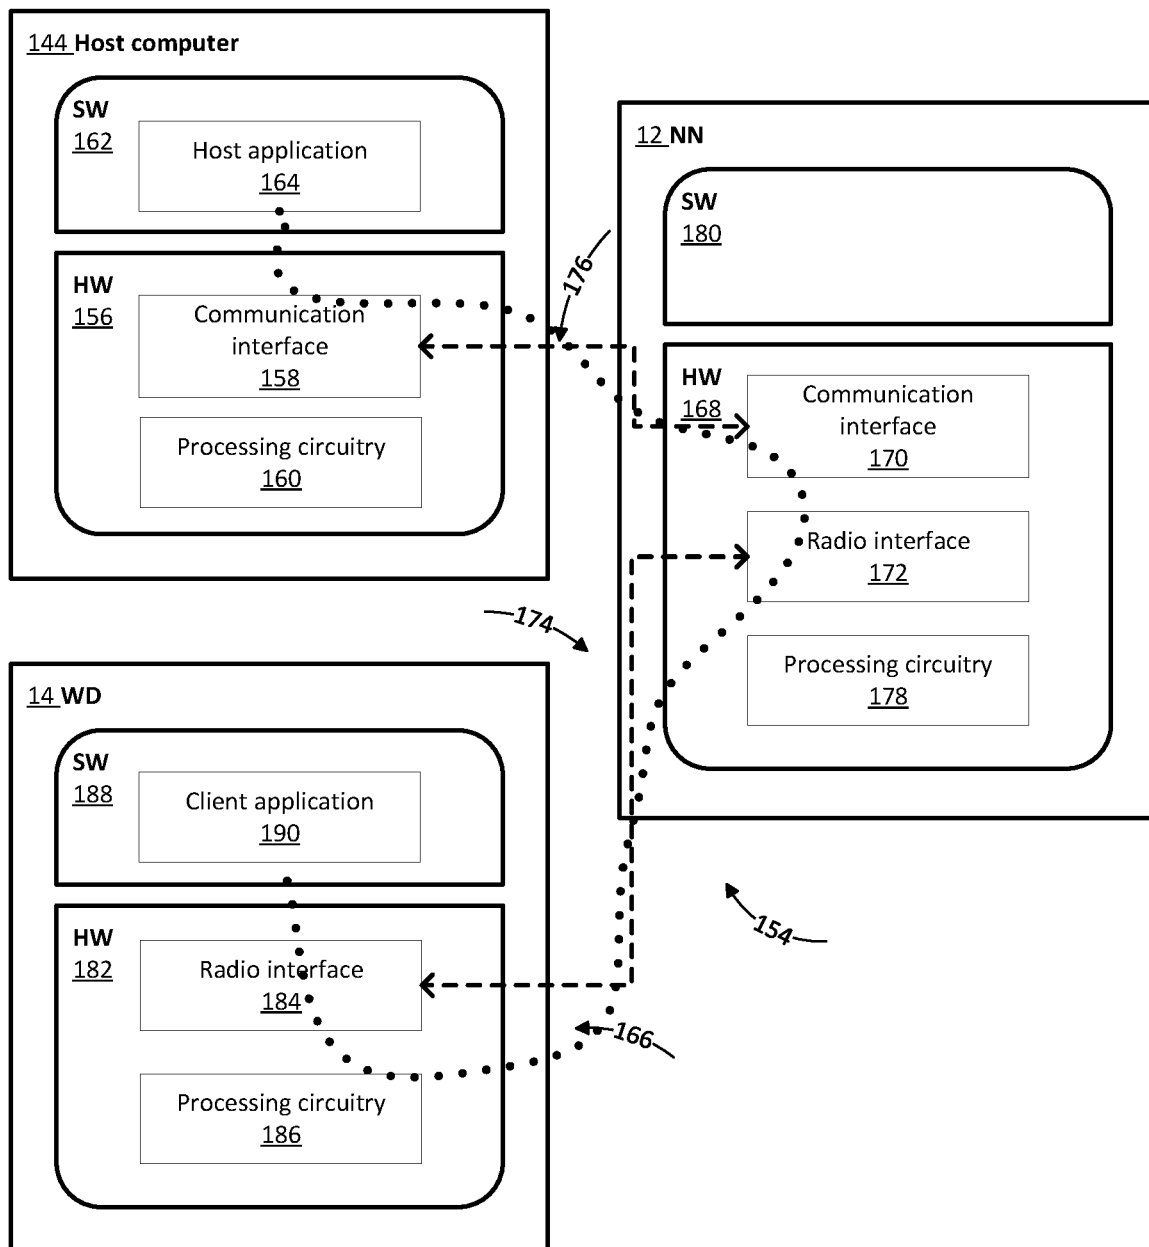 144 Host computer
SW
162
Host application
164
HW
156
Communication
interface
158
Processing circuitry
160
176
12 NN
SW
180
HW
168
Communication
interface
170
Radio interface
172
Processing circuitry
178
174
14 WD
SW
188
Client application
190
HW
182
Radio interface
184
Processing circuitry
186
154
166